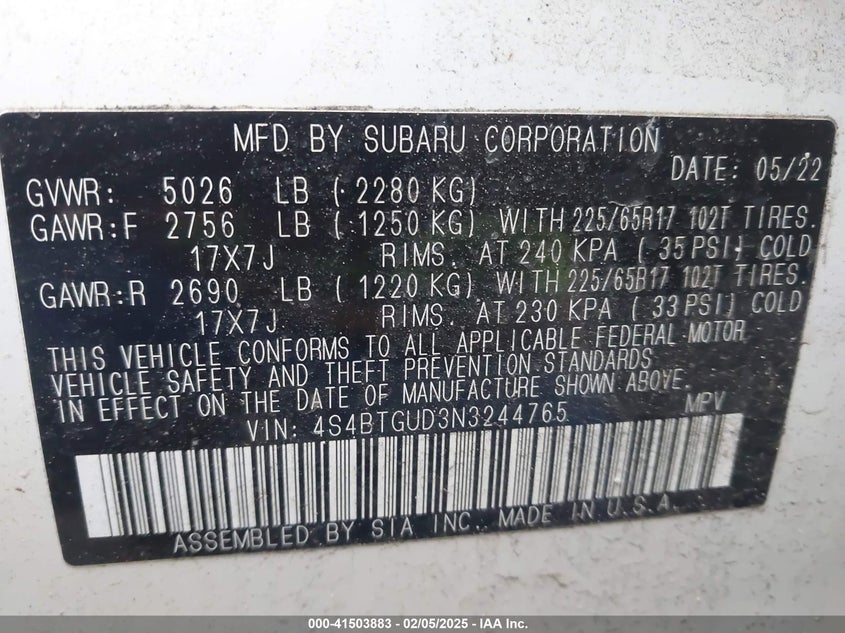 MFD BY SUBARU CORPORATION
DATE: 05/22
GVWR: 5026 LB ( 2280 KG)
GAWR:F 2756 LB ( 1250 KG) WITH 225/65R17 102T TIRES.
17X7J RIMS. AT 240 KPA ( 35 PSI) COLD
GAWR:R 2690 LB ( 1220 KG) WITH 225/65R17 102T TIRES.
17X7J RIMS. AT 230 KPA ( 33 PSI) COLD
THIS VEHICLE CONFORMS TO ALL APPLICABLE FEDERAL MOTOR
VEHICLE SAFETY AND THEFT PREVENTION STANDARDS
IN EFFECT ON THE DATE OF MANUFACTURE SHOWN ABOVE.
VIN: 4S4BTGUD3N3244765 MPV
ASSEMBLED BY SIA INC. MADE IN U.S.A.
000-41503883 | 02/05/2025 - IAA Inc.